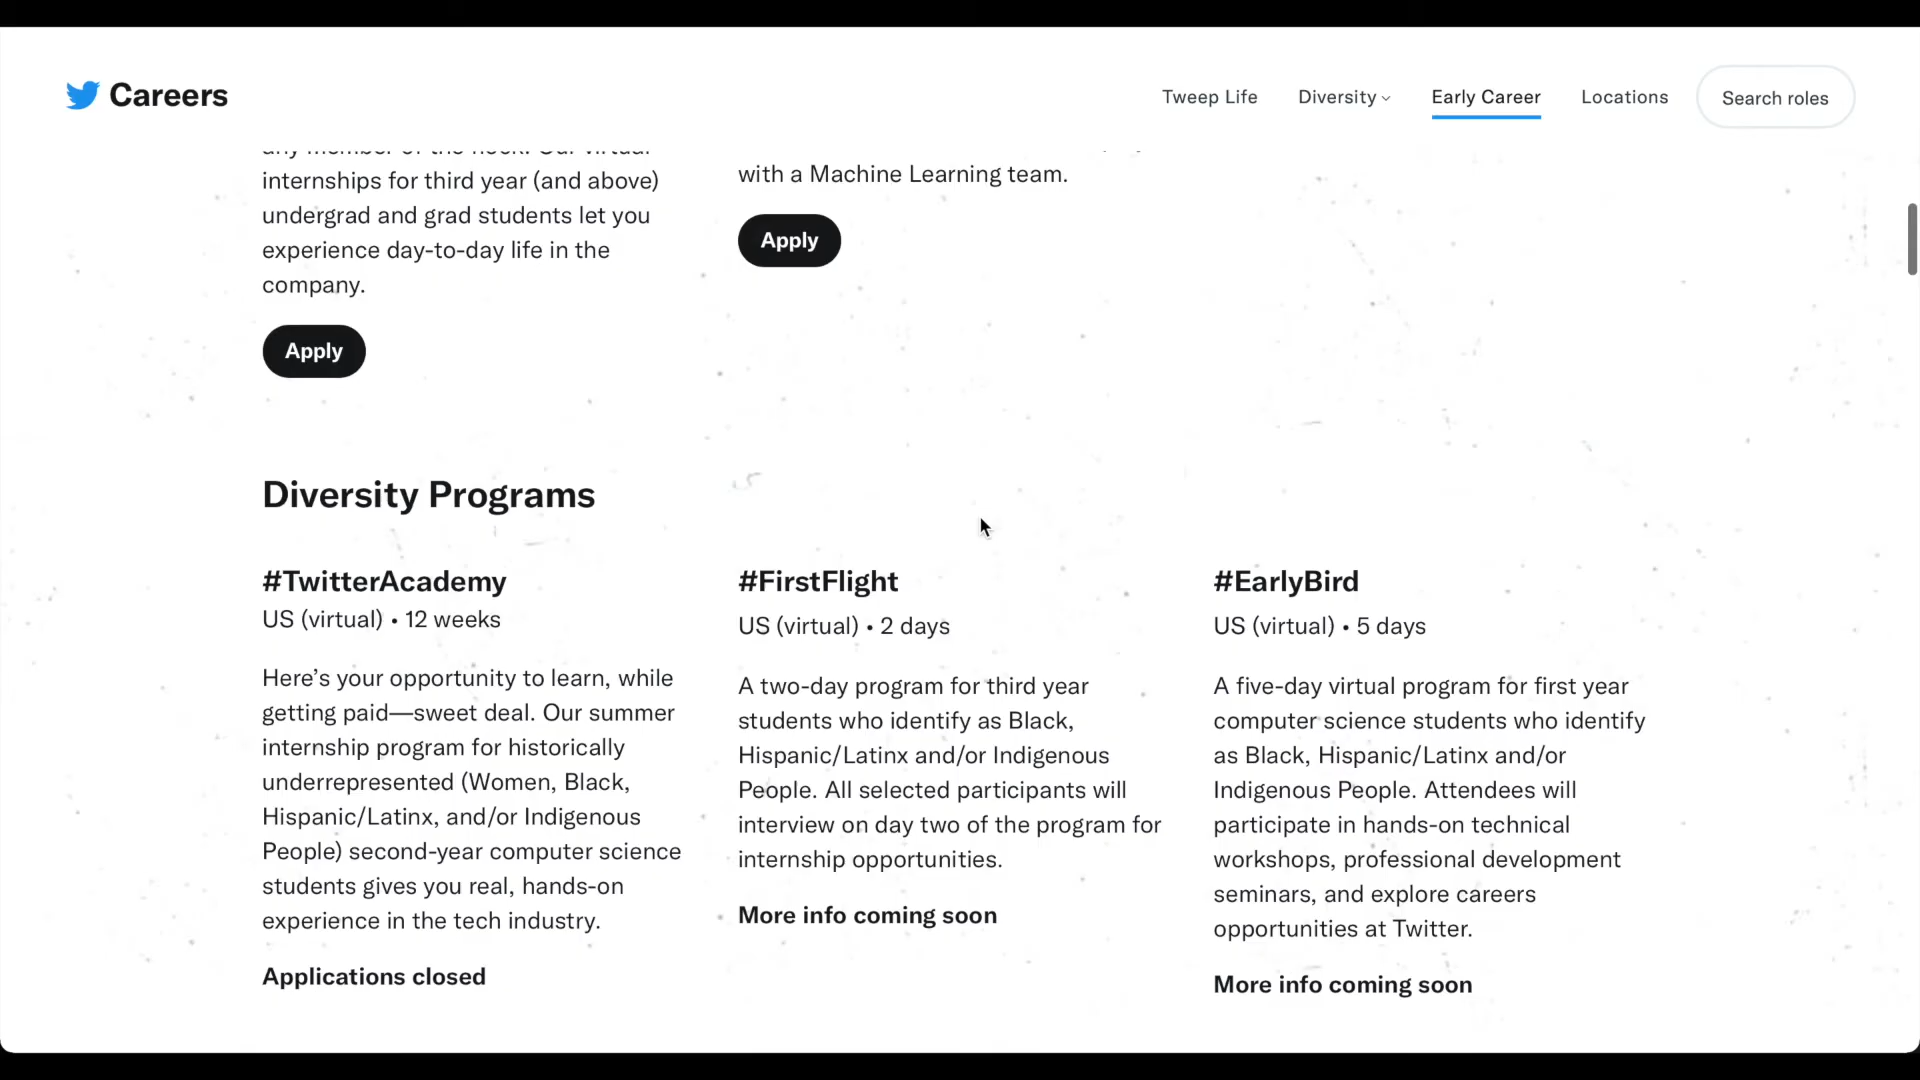 Careers
Tweep Life
Diversity
Early Career
Locations
Search roles
internships for third year (and above)
undergrad and grad students let you
experience day-to-day life in the
company.
Apply
with a Machine Learning team.
Apply
Diversity Programs
#TwitterAcademy
US (virtual) • 12 weeks
Here’s your opportunity to learn, while
getting paid—sweet deal. Our summer
internship program for historically
underrepresented (Women, Black,
Hispanic/Latinx, and/or Indigenous
People) second-year computer science
students gives you real, hands-on
experience in the tech industry.
Applications closed
#FirstFlight
US (virtual) • 2 days
A two-day program for third year
students who identify as Black,
Hispanic/Latinx and/or Indigenous
People. All selected participants will
interview on day two of the program for
internship opportunities.
More info coming soon
#EarlyBird
US (virtual) • 5 days
A five-day virtual program for first year
computer science students who identify
as Black, Hispanic/Latinx and/or
Indigenous People. Attendees will
participate in hands-on technical
workshops, professional development
seminars, and explore careers
opportunities at Twitter.
More info coming soon